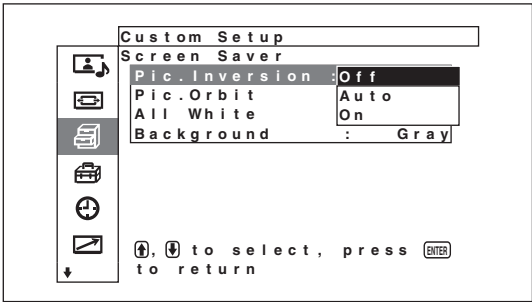 Custom Setup
Screen Saver
Pic.Inversion :Off
Pic.Orbit Auto
All White On
Background : Gray
, to select, press ENTER
to return